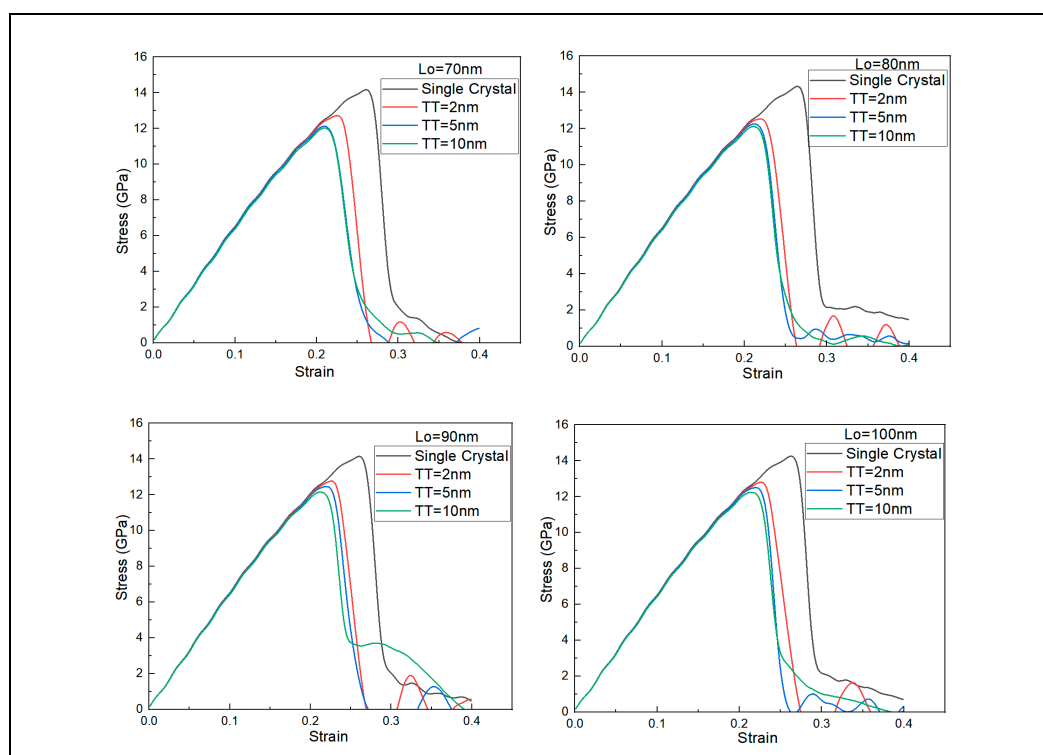 Lo=70nm
Single Crystal
TT=2nm
TT=5nm
TT=10nm
16
14
12
10
8
6
4
2
0
Stress (GPa)
0.0 0.1 0.2 0.3 0.4
Strain
Lo=80nm
Single Crystal
TT=2nm
TT=5nm
TT=10nm
16
14
12
10
8
6
4
2
0
Stress (GPa)
0.0 0.1 0.2 0.3 0.4
Strain
Lo=90nm
Single Crystal
TT=2nm
TT=5nm
TT=10nm
16
14
12
10
8
6
4
2
0
Stress (GPa)
0.0 0.1 0.2 0.3 0.4
Strain
Lo=100nm
Single Crystal
TT=2nm
TT=5nm
TT=10nm
16
14
12
10
8
6
4
2
0
Stress (GPa)
0.0 0.1 0.2 0.3 0.4
Strain